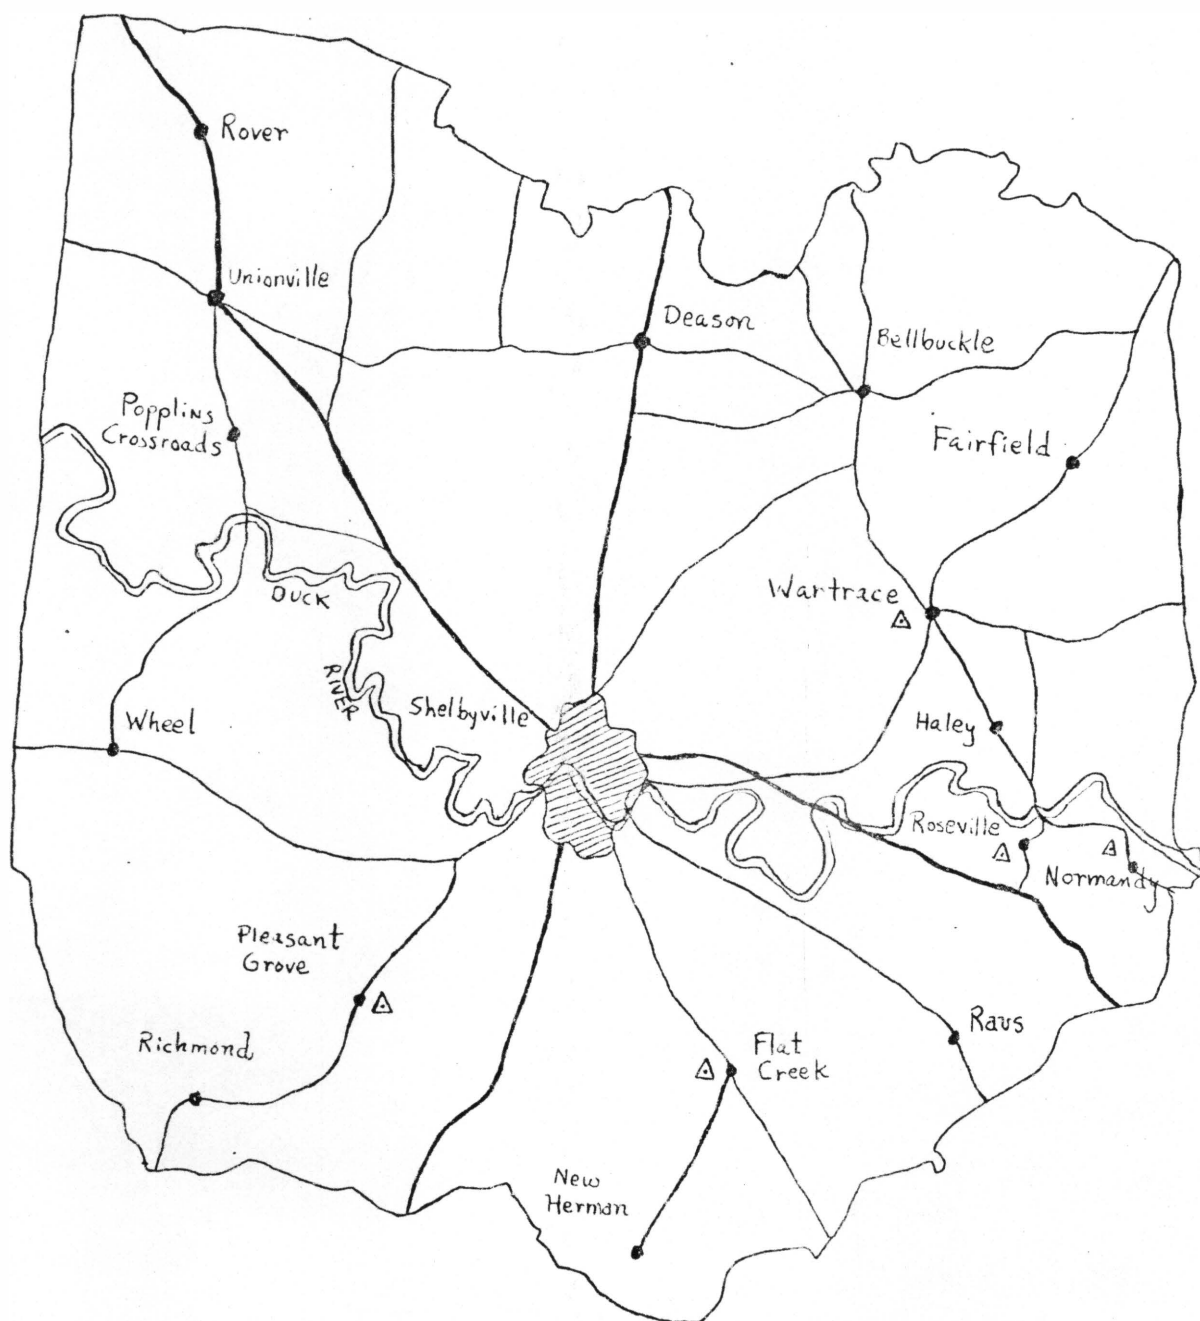 Rover
Unionville
Deason
Bellbuckle
Popplins
Crossroads
Fairfield
DUCK
RIVER
Wartrace
Shelbyville
Wheel
Haley
Roseville
Normandy
Pleasant
Grove
Richmond
Raus
Flat
Creek
New
Herman